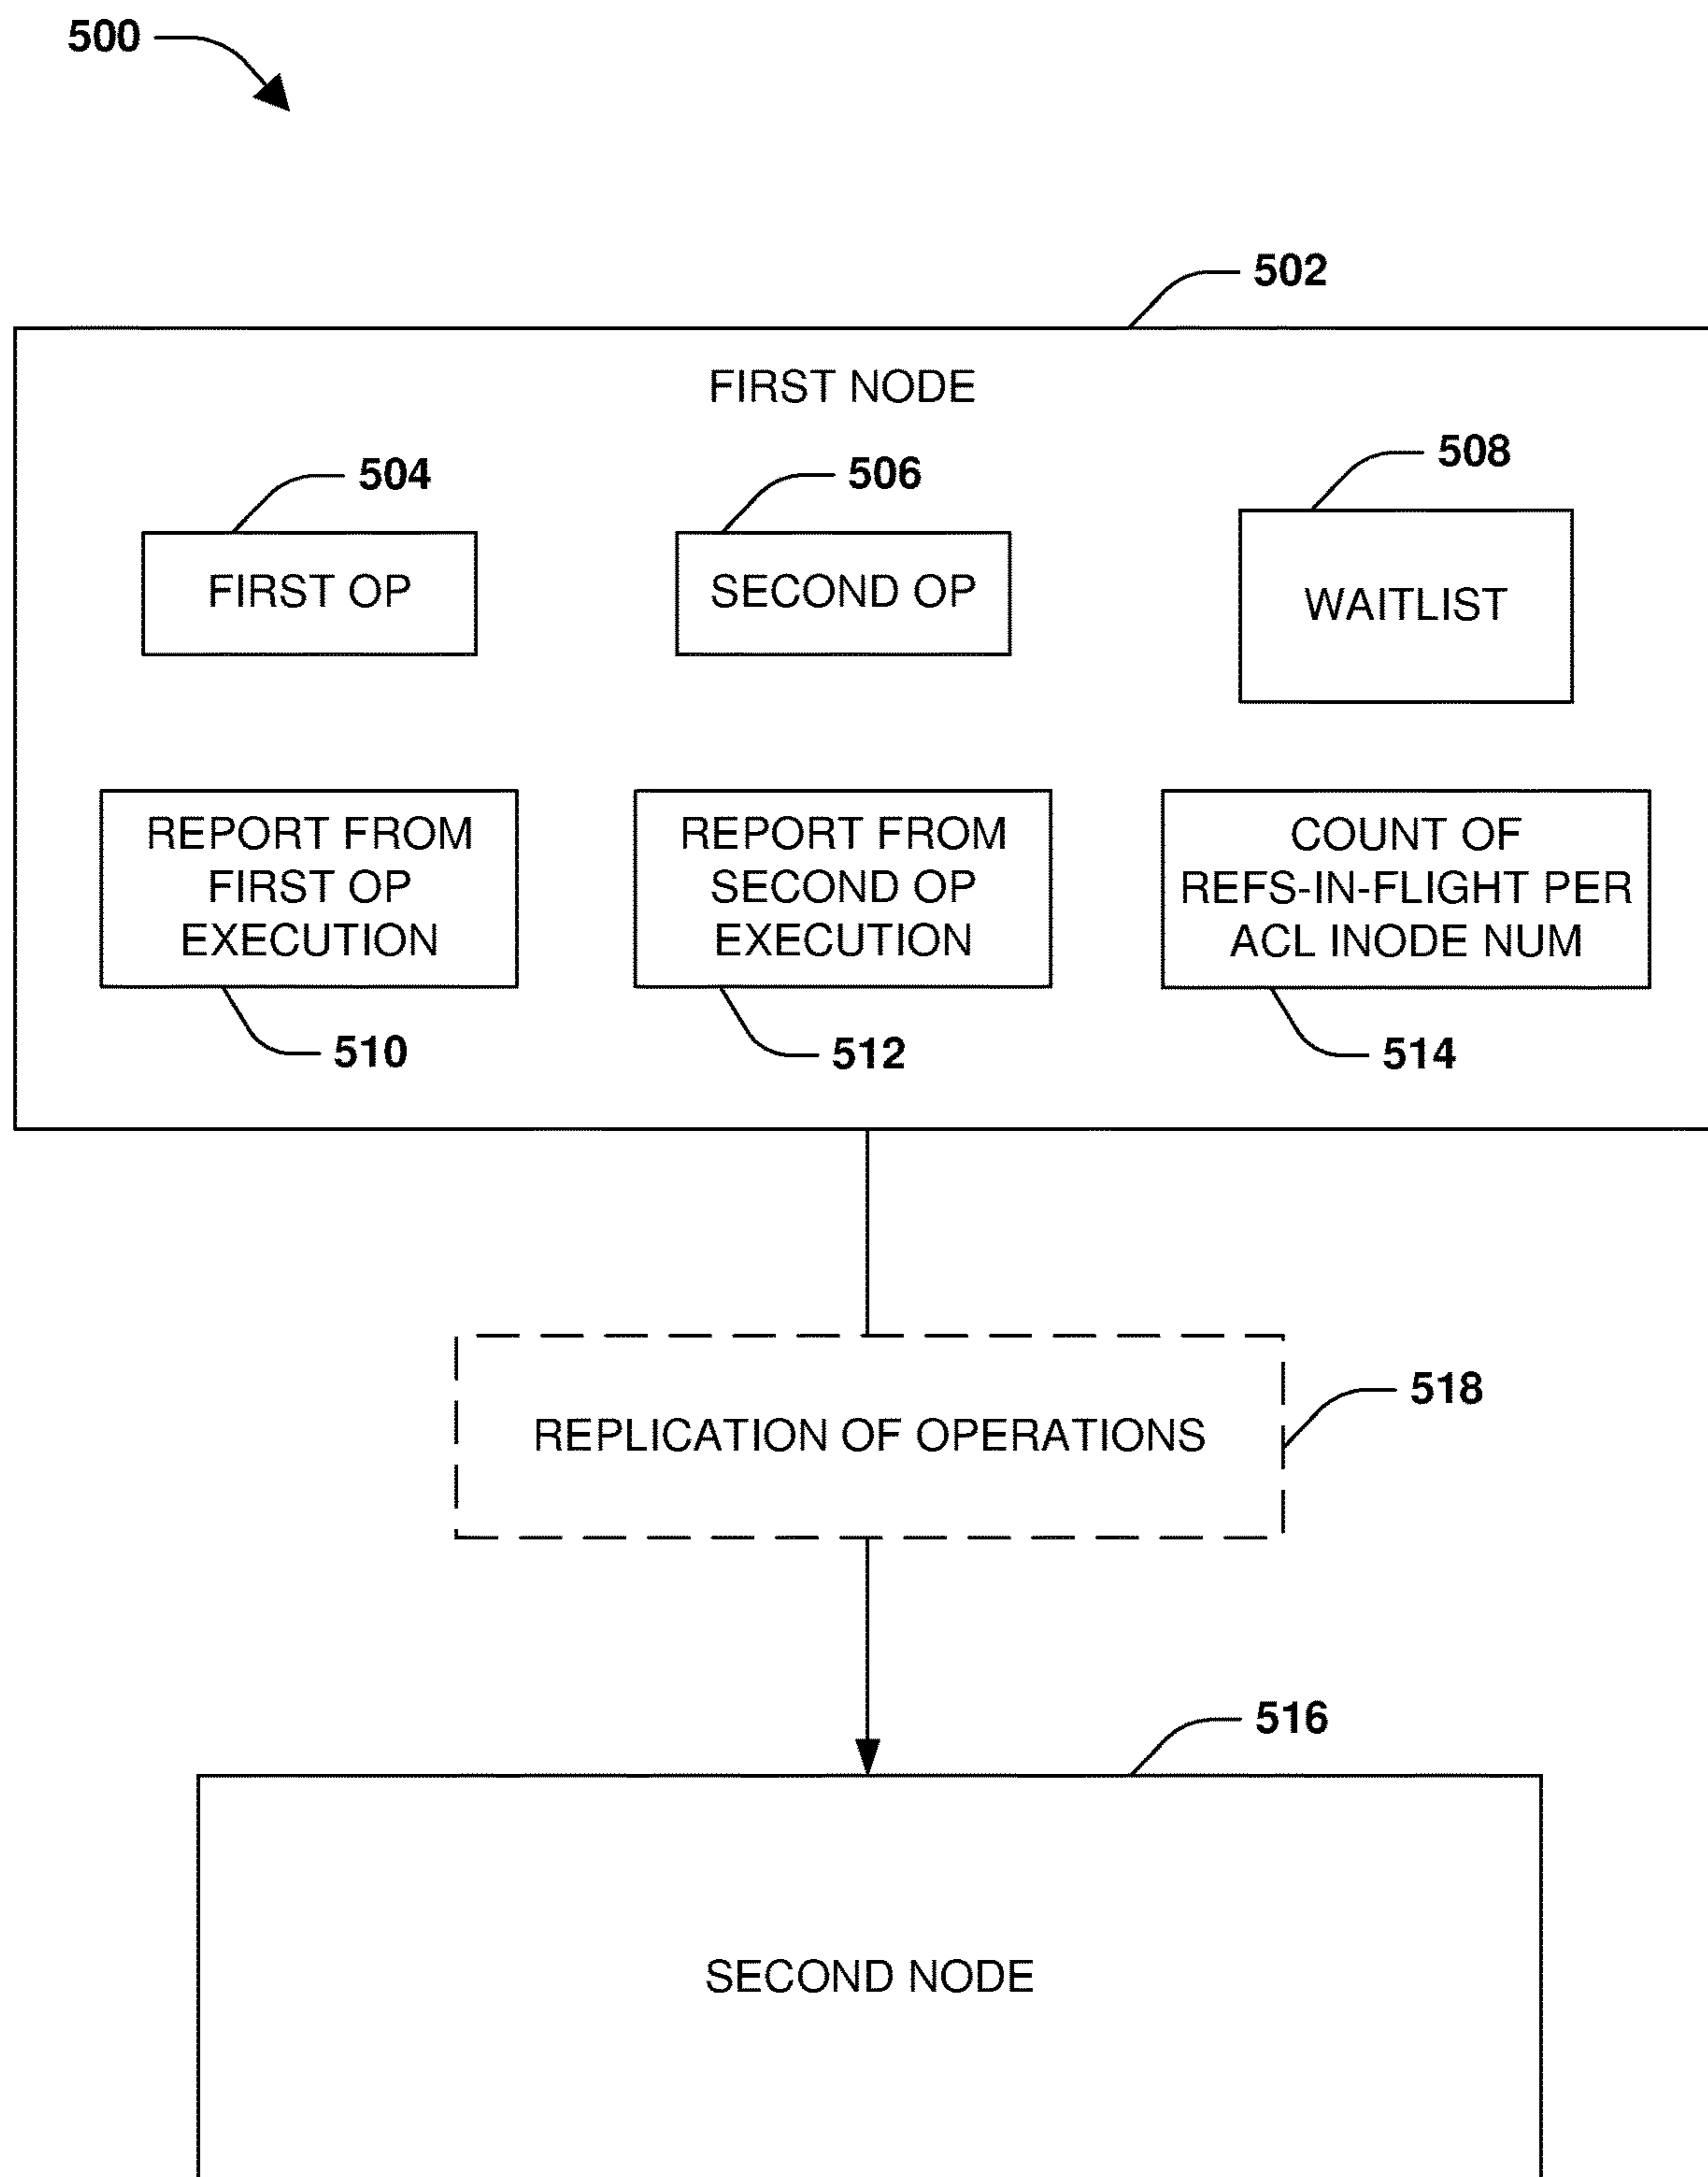 500
502
FIRST NODE
504
506
508
FIRST OP
SECOND OP
WAITLIST
REPORT FROM
FIRST OP
EXECUTION
REPORT FROM
SECOND OP
EXECUTION
COUNT OF
REFS-IN-FLIGHT PER
ACL INODE NUM
510
512
514
518
REPLICATION OF OPERATIONS
516
SECOND NODE